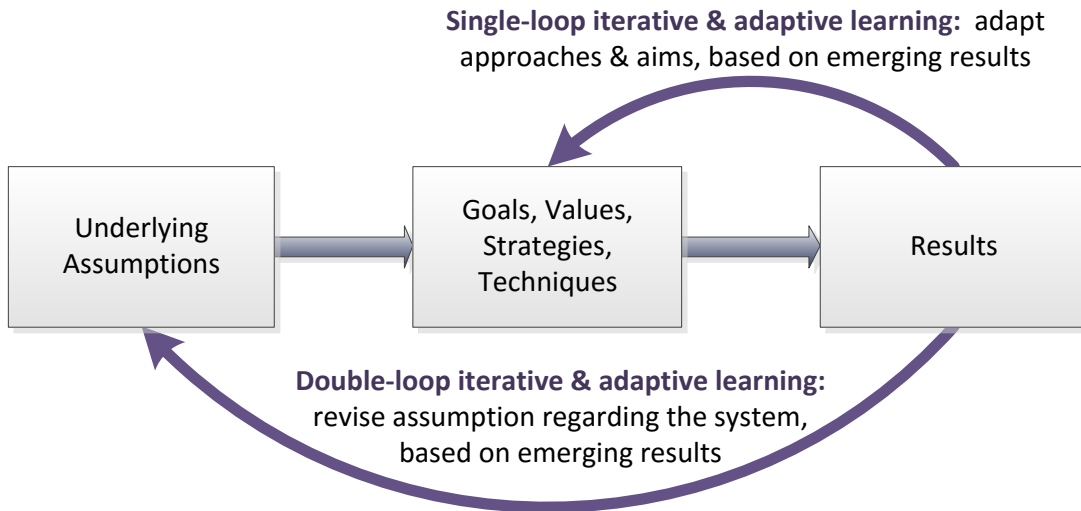 Single-loop iterative & adaptive learning: adapt
approaches & aims, based on emerging results
Underlying
Assumptions
Goals, Values,
Strategies,
Techniques
Results
Double-loop iterative & adaptive learning:
revise assumption regarding the system,
based on emerging results